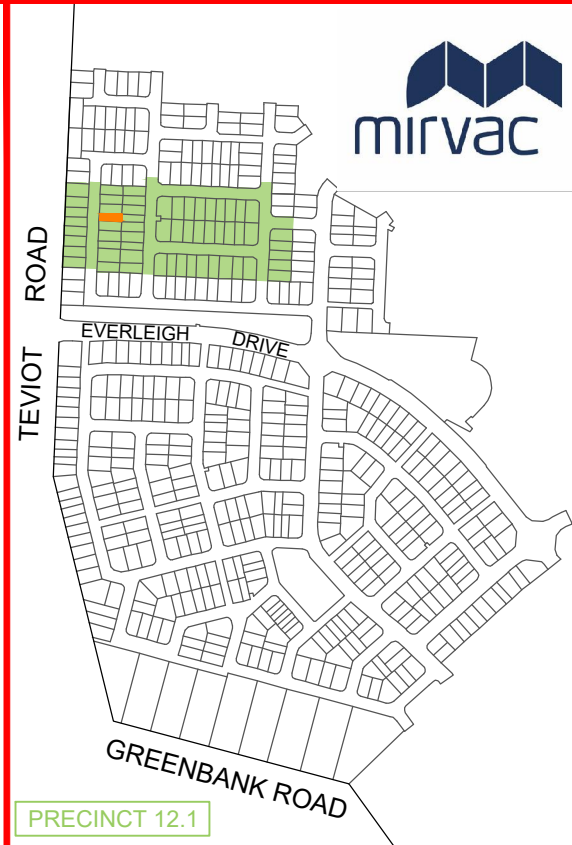 mirvac
TEVIOT ROAD
EVERLEIGH DRIVE
GREENBANK ROAD
PRECINCT 12.1